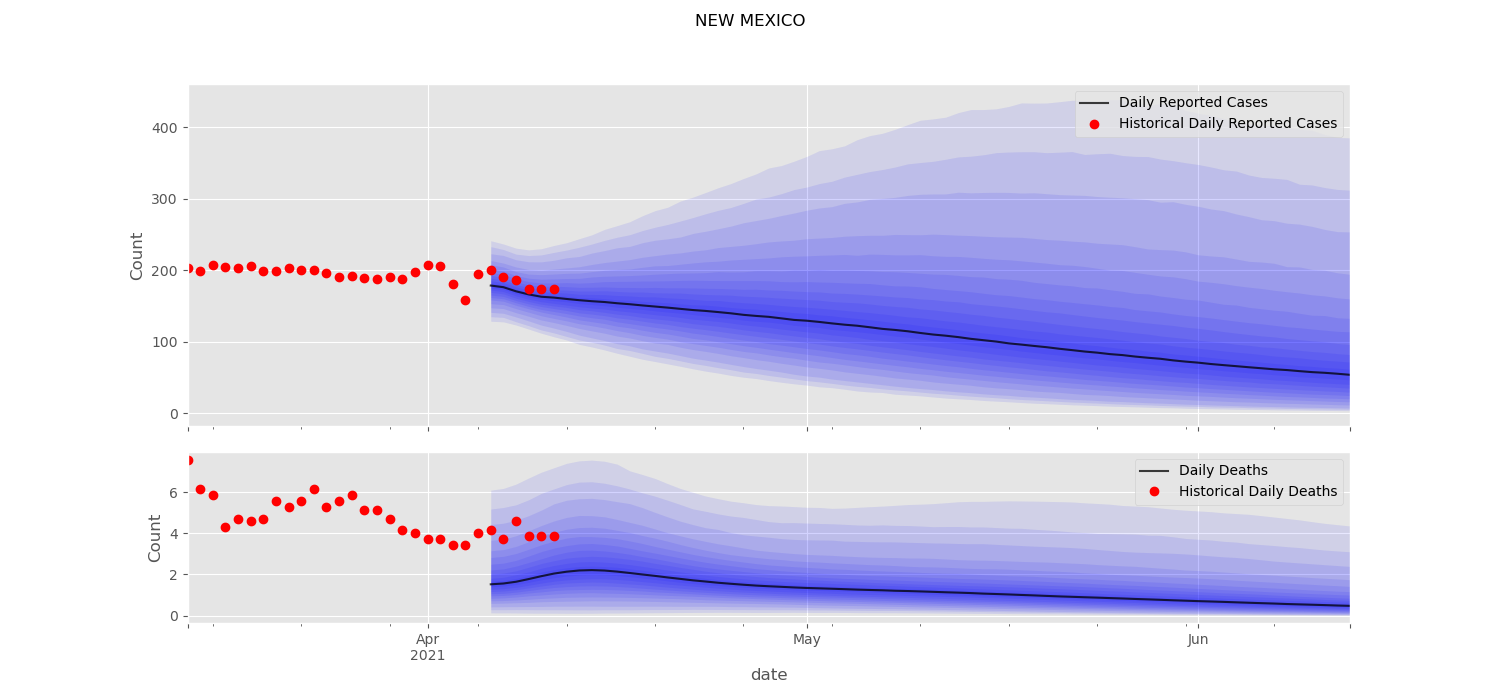 NEW MEXICO
Daily Reported Cases
Historical Daily Reported Cases
Count
400
300
200
100
0
Daily Deaths
Historical Daily Deaths
Count
6
4
2
0
Apr
2021
May
Jun
date